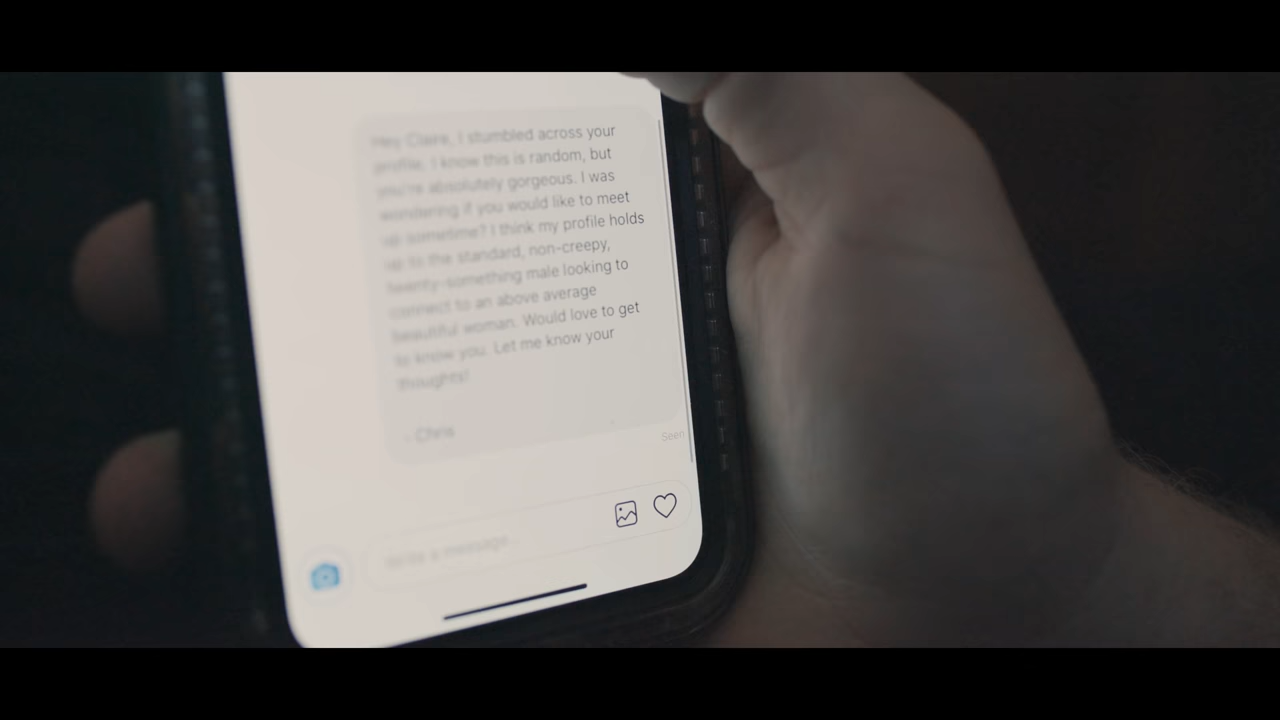 Hey Claire, I stumbled across your
profile. I know this is random, but
you're absolutely gorgeous. I was
wondering if you would like to meet
up sometime? I think my profile holds
up to the standard, non-creepy,
twenty-something male looking to
connect to an above average
beautiful woman. Would love to get
to know you. Let me know your
thoughts!
- Chris
Seen
Write a message...